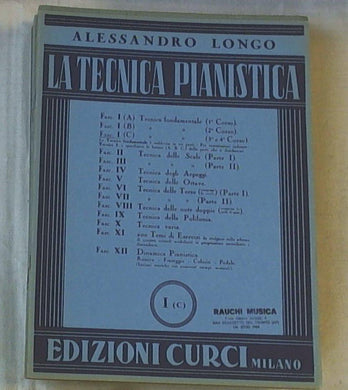 ALESSANDRO LONGO
LA TECNICA PIANISTICA
Fasc. I (A) Tecnica fondamentale (1° Corso).
Fasc. I (B) " " (2° Corso).
Fasc. I (C) " " (3° e 4° Corso)
Fasc. II Tecnica delle Scale (Parte I)
Fasc. III " " " (Parte II)
Fasc. IV Tecnica degli Arpeggi.
Fasc. V Tecnica delle Ottave.
Fasc. VI Tecnica delle Terze (Parte I).
Fasc. VII " " " (Parte II).
Fasc. VIII Tecnica delle note doppie
Fasc. IX Tecnica della Polifonia.
Fasc. X Tecnica varia.
Fasc. XI 
Fasc. XII Dinamica Pianistica
I (C)
RAUCHI MUSICA
EDIZIONI CURCI MILANO